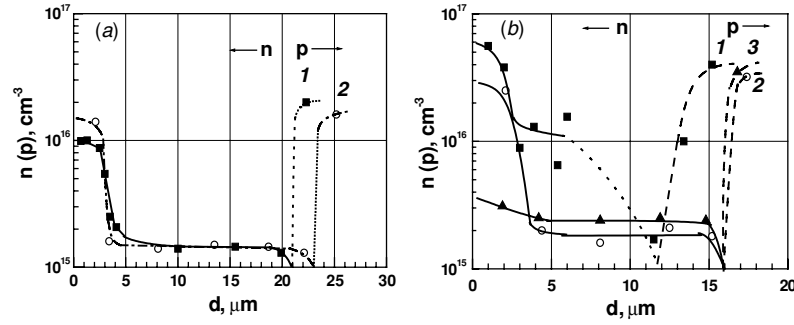 (a)
n p
1 2
n (p), cm⁻³
10¹⁷
10¹⁶
10¹⁵
0 5 10 15 20 25 30
d, μm
(b)
n p
1 3
2
n (p), cm⁻³
10¹⁷
10¹⁶
10¹⁵
0 5 10 15 20
d, μm